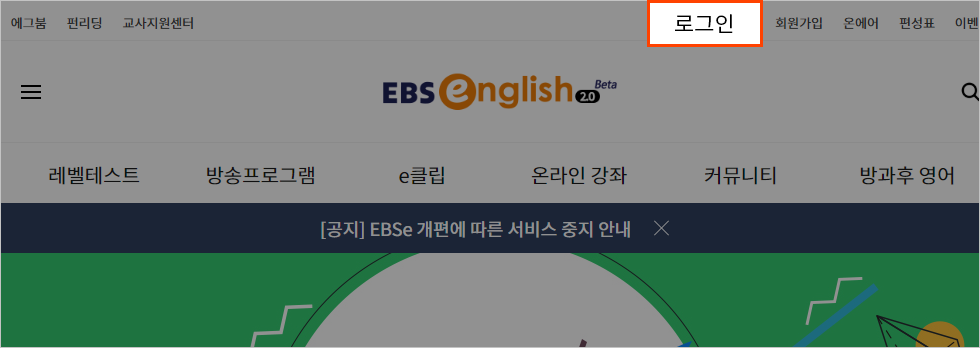 에그붐 펀리딩 교사지원센터 로그인 회원가입 온에어 편성표 이벤
EBS english 2.0 Beta
레벨테스트 방송프로그램 e클립 온라인 강좌 커뮤니티 방과후 영어
[공지] EBSe 개편에 따른 서비스 중지 안내